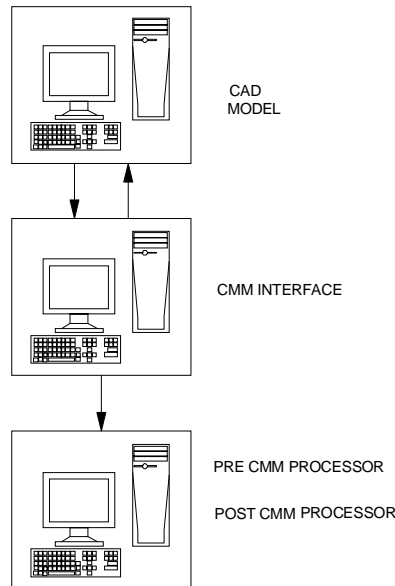 CAD
MODEL
CMM INTERFACE
PRE CMM PROCESSOR
POST CMM PROCESSOR